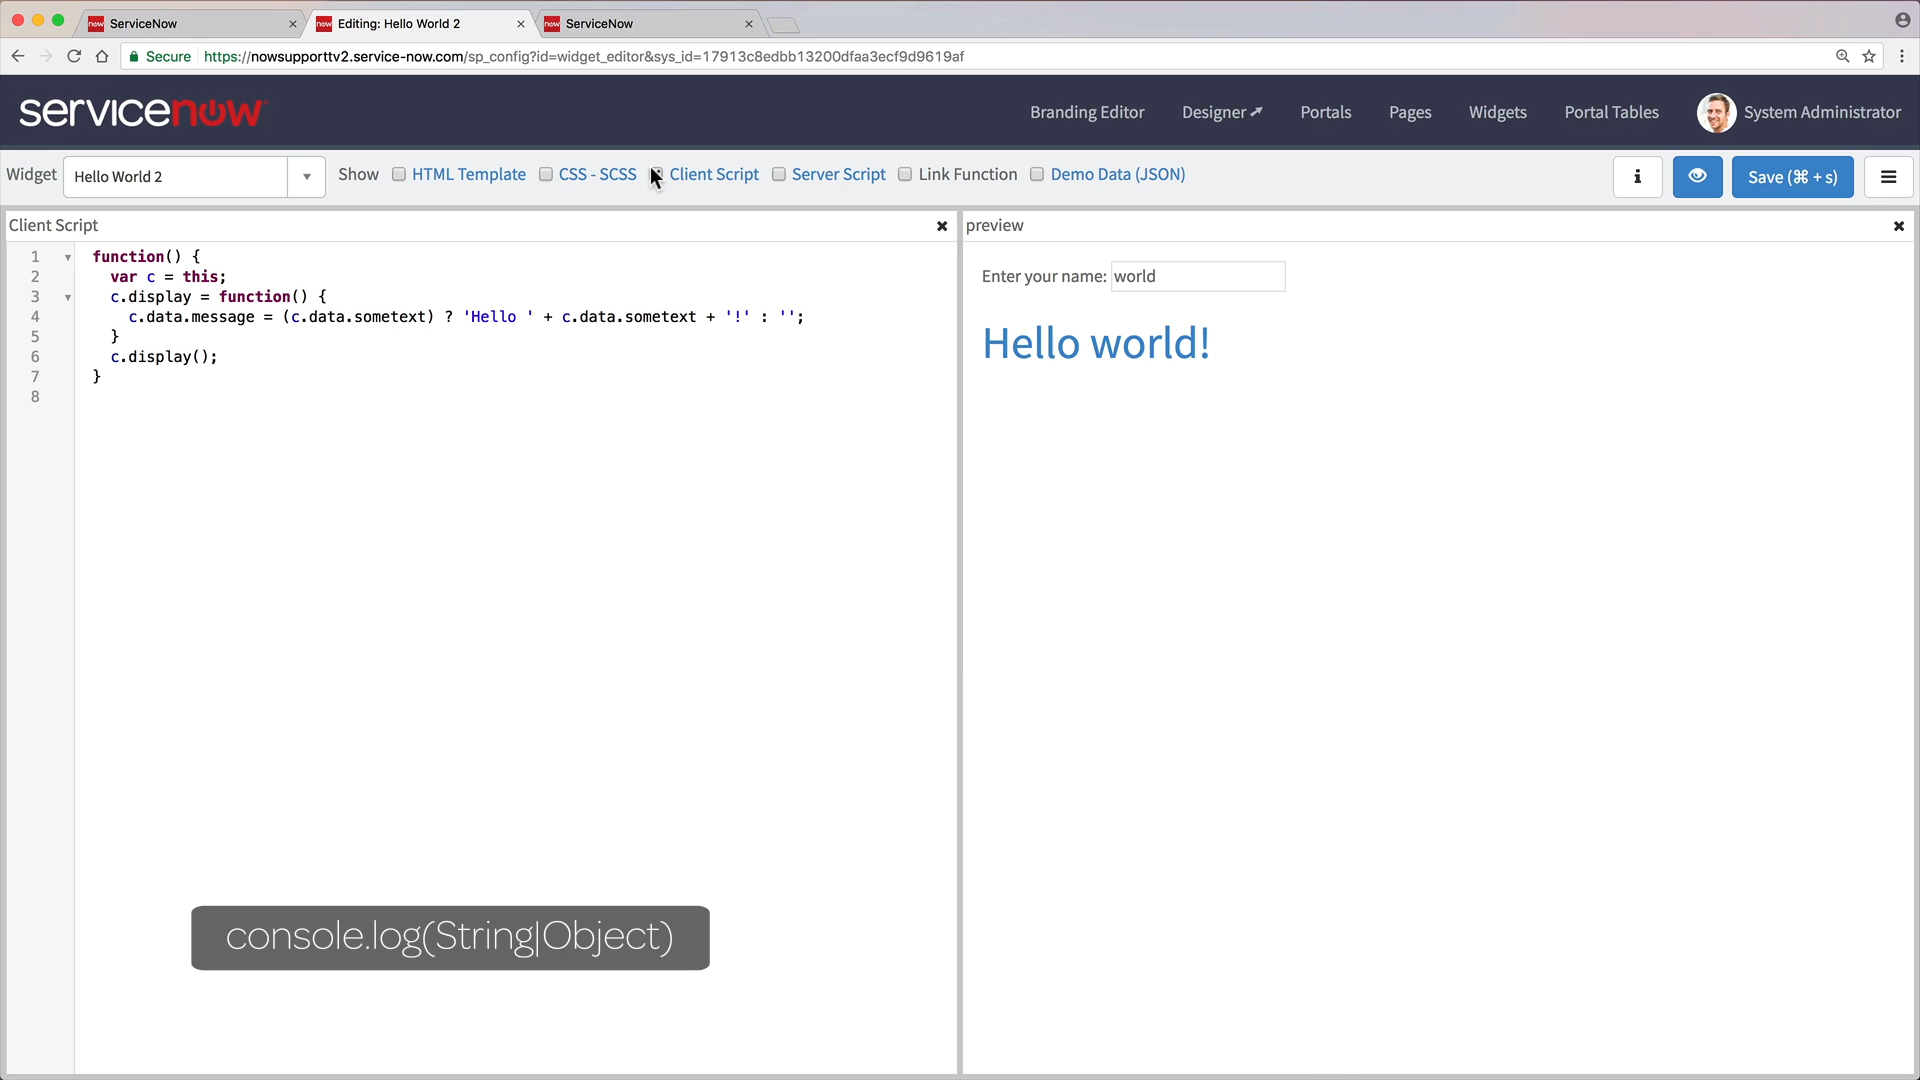 ServiceNow
Editing: Hello World 2
ServiceNow
Secure https://nowsupporttv2.service-now.com/sp_config?id=widget_editor&sys_id=17913c8edbb13200dfaa3ecf9d9619af
servicenow
Branding Editor
Designer
Portals
Pages
Widgets
Portal Tables
System Administrator
Widget
Hello World 2
Show
HTML Template
CSS - SCSS
Client Script
Server Script
Link Function
Demo Data (JSON)
i
Save (⌘ + s)
Client Script
1 function() {
2 var c = this;
3 c.display = function() {
4 c.data.message = (c.data.sometext) ? 'Hello ' + c.data.sometext + '!' : '';
5 }
6 c.display();
7 }
8
preview
Enter your name: world
Hello world!
console.log(String|Object)